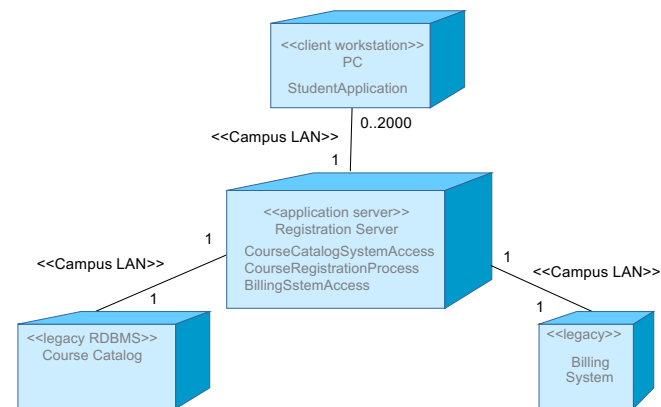 <<client workstation>>
PC
StudentApplication
0..2000
<<Campus LAN>>
1
<<application server>>
Registration Server
CourseCatalogSystemAccess
CourseRegistrationProcess
BillingSstemAccess
1
<<Campus LAN>>
1
1
<<Campus LAN>>
1
<<legacy RDBMS>>
Course Catalog
<<legacy>>
Billing
System